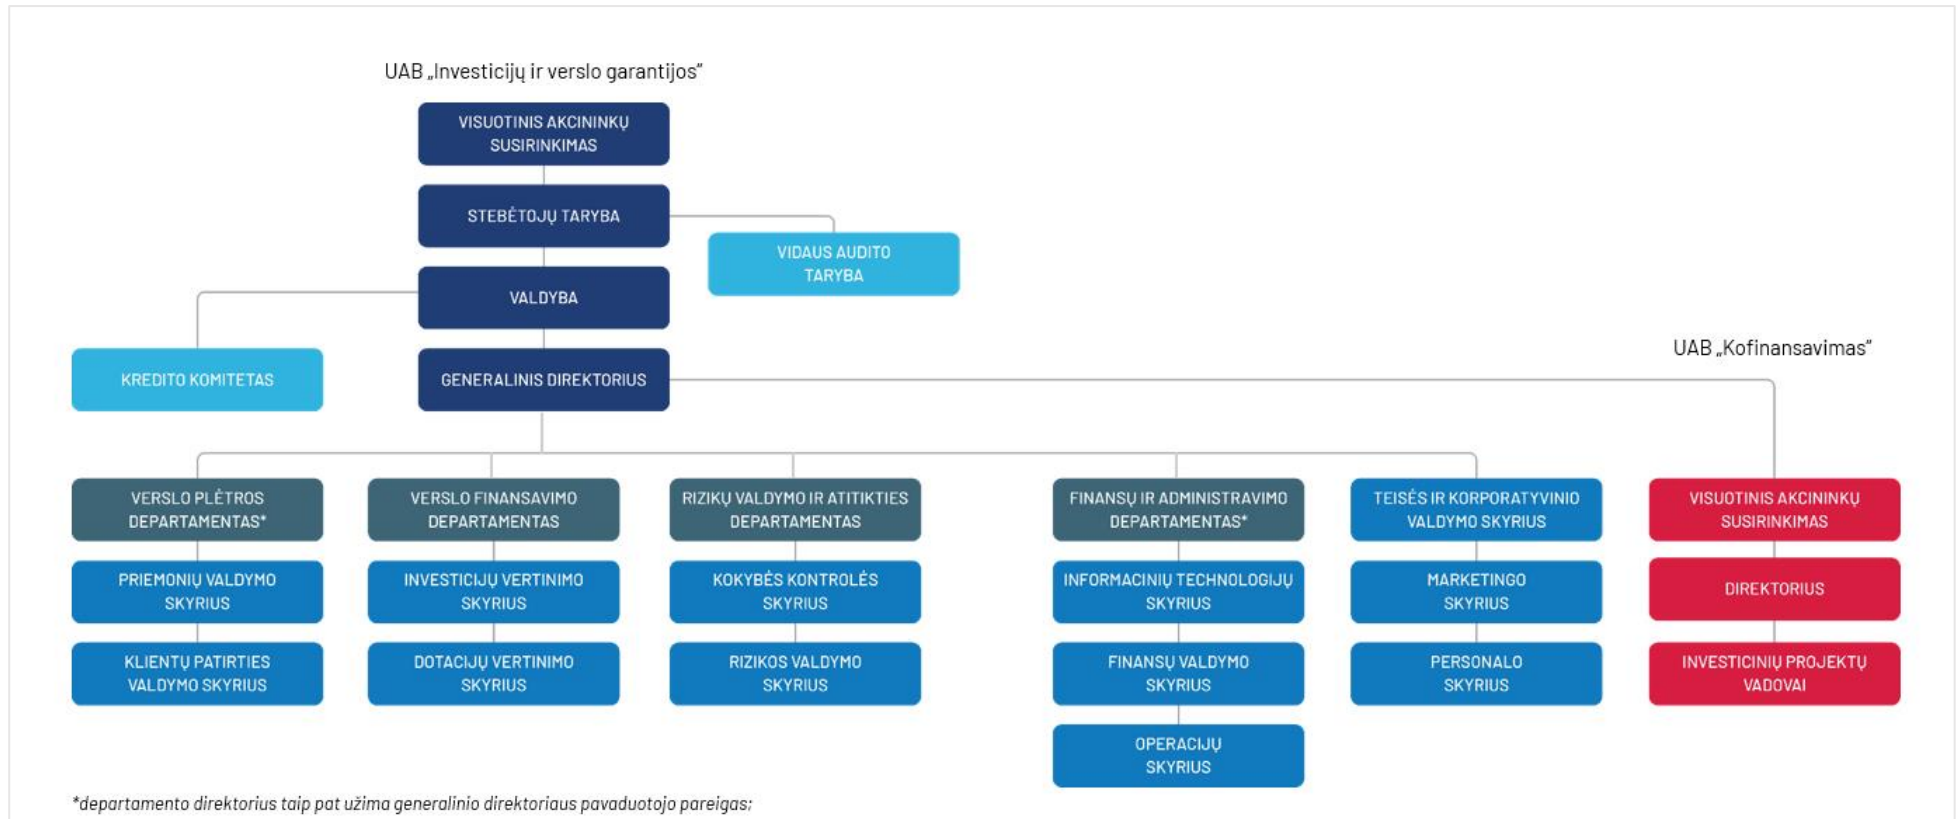 UAB „Investicijų ir verslo garantijos“
VISUOTINIS AKCININKŲ
SUSIRINKIMAS
STEBĖTOJŲ TARYBA
VIDAUS AUDITO
TARYBA
VALDYBA
KREDITO KOMITETAS
GENERALINIS DIREKTORIUS
UAB „Kofinansavimas“
VERSLO PLĖTROS
DEPARTAMENTAS*
PRIEMONIŲ VALDYMO
SKYRIUS
KLIENTŲ PATIRTIES
VALDYMO SKYRIUS
VERSLO FINANSAVIMO
DEPARTAMENTAS
INVESTICIJŲ VERTINIMO
SKYRIUS
DOTACIJŲ VERTINIMO
SKYRIUS
RIZIKŲ VALDYMO IR ATITIKTIES
DEPARTAMENTAS
KOKYBĖS KONTROLĖS
SKYRIUS
RIZIKOS VALDYMO
SKYRIUS
FINANSŲ IR ADMINISTRAVIMO
DEPARTAMENTAS*
INFORMACINIŲ TECHNOLOGIJŲ
SKYRIUS
FINANSŲ VALDYMO
SKYRIUS
OPERACIJŲ
SKYRIUS
TEISĖS IR KORPORATYVINIO
VALDYMO SKYRIUS
MARKETINGO
SKYRIUS
PERSONALO
SKYRIUS
VISUOTINIS AKCININKŲ
SUSIRINKIMAS
DIREKTORIUS
INVESTICINIŲ PROJEKTŲ
VADOVAI
*departamento direktorius taip pat užima generalinio direktoriaus pavaduotojo pareigas;